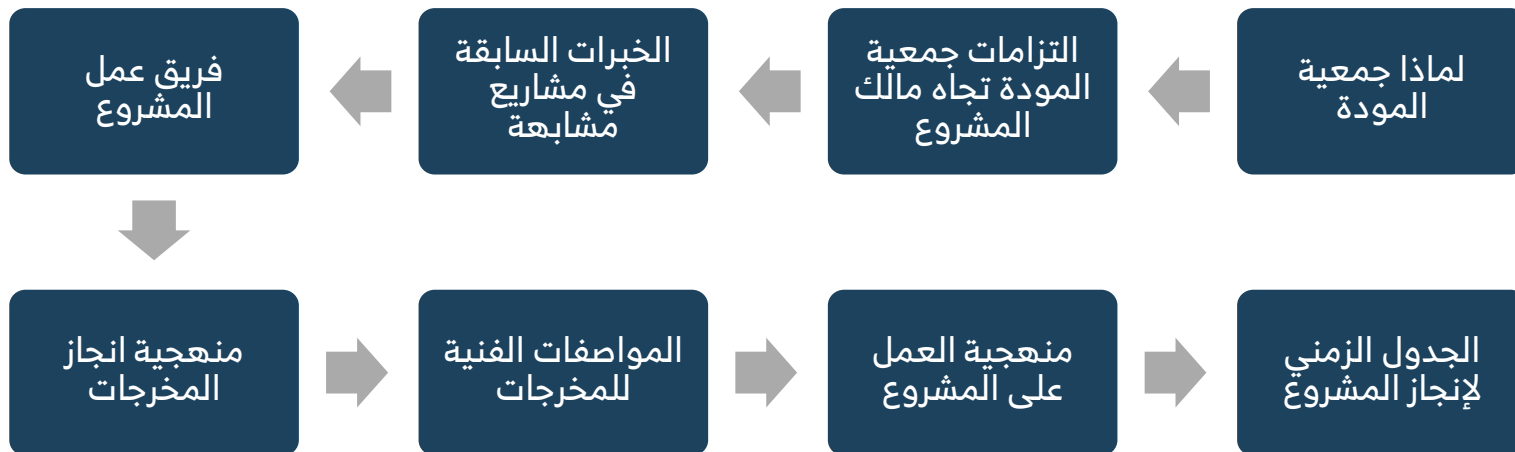 لماذا جمعية
المودة
التزامات جمعية
المودة تجاه مالك
المشروع
الخبرات السابقة
في مشاريع
مشابهة
فريق عمل
المشروع
منهجية انجاز
المخرجات
المواصفات الفنية
للمخرجات
منهجية العمل
على المشروع
الجدول الزمني
لإنجاز المشروع